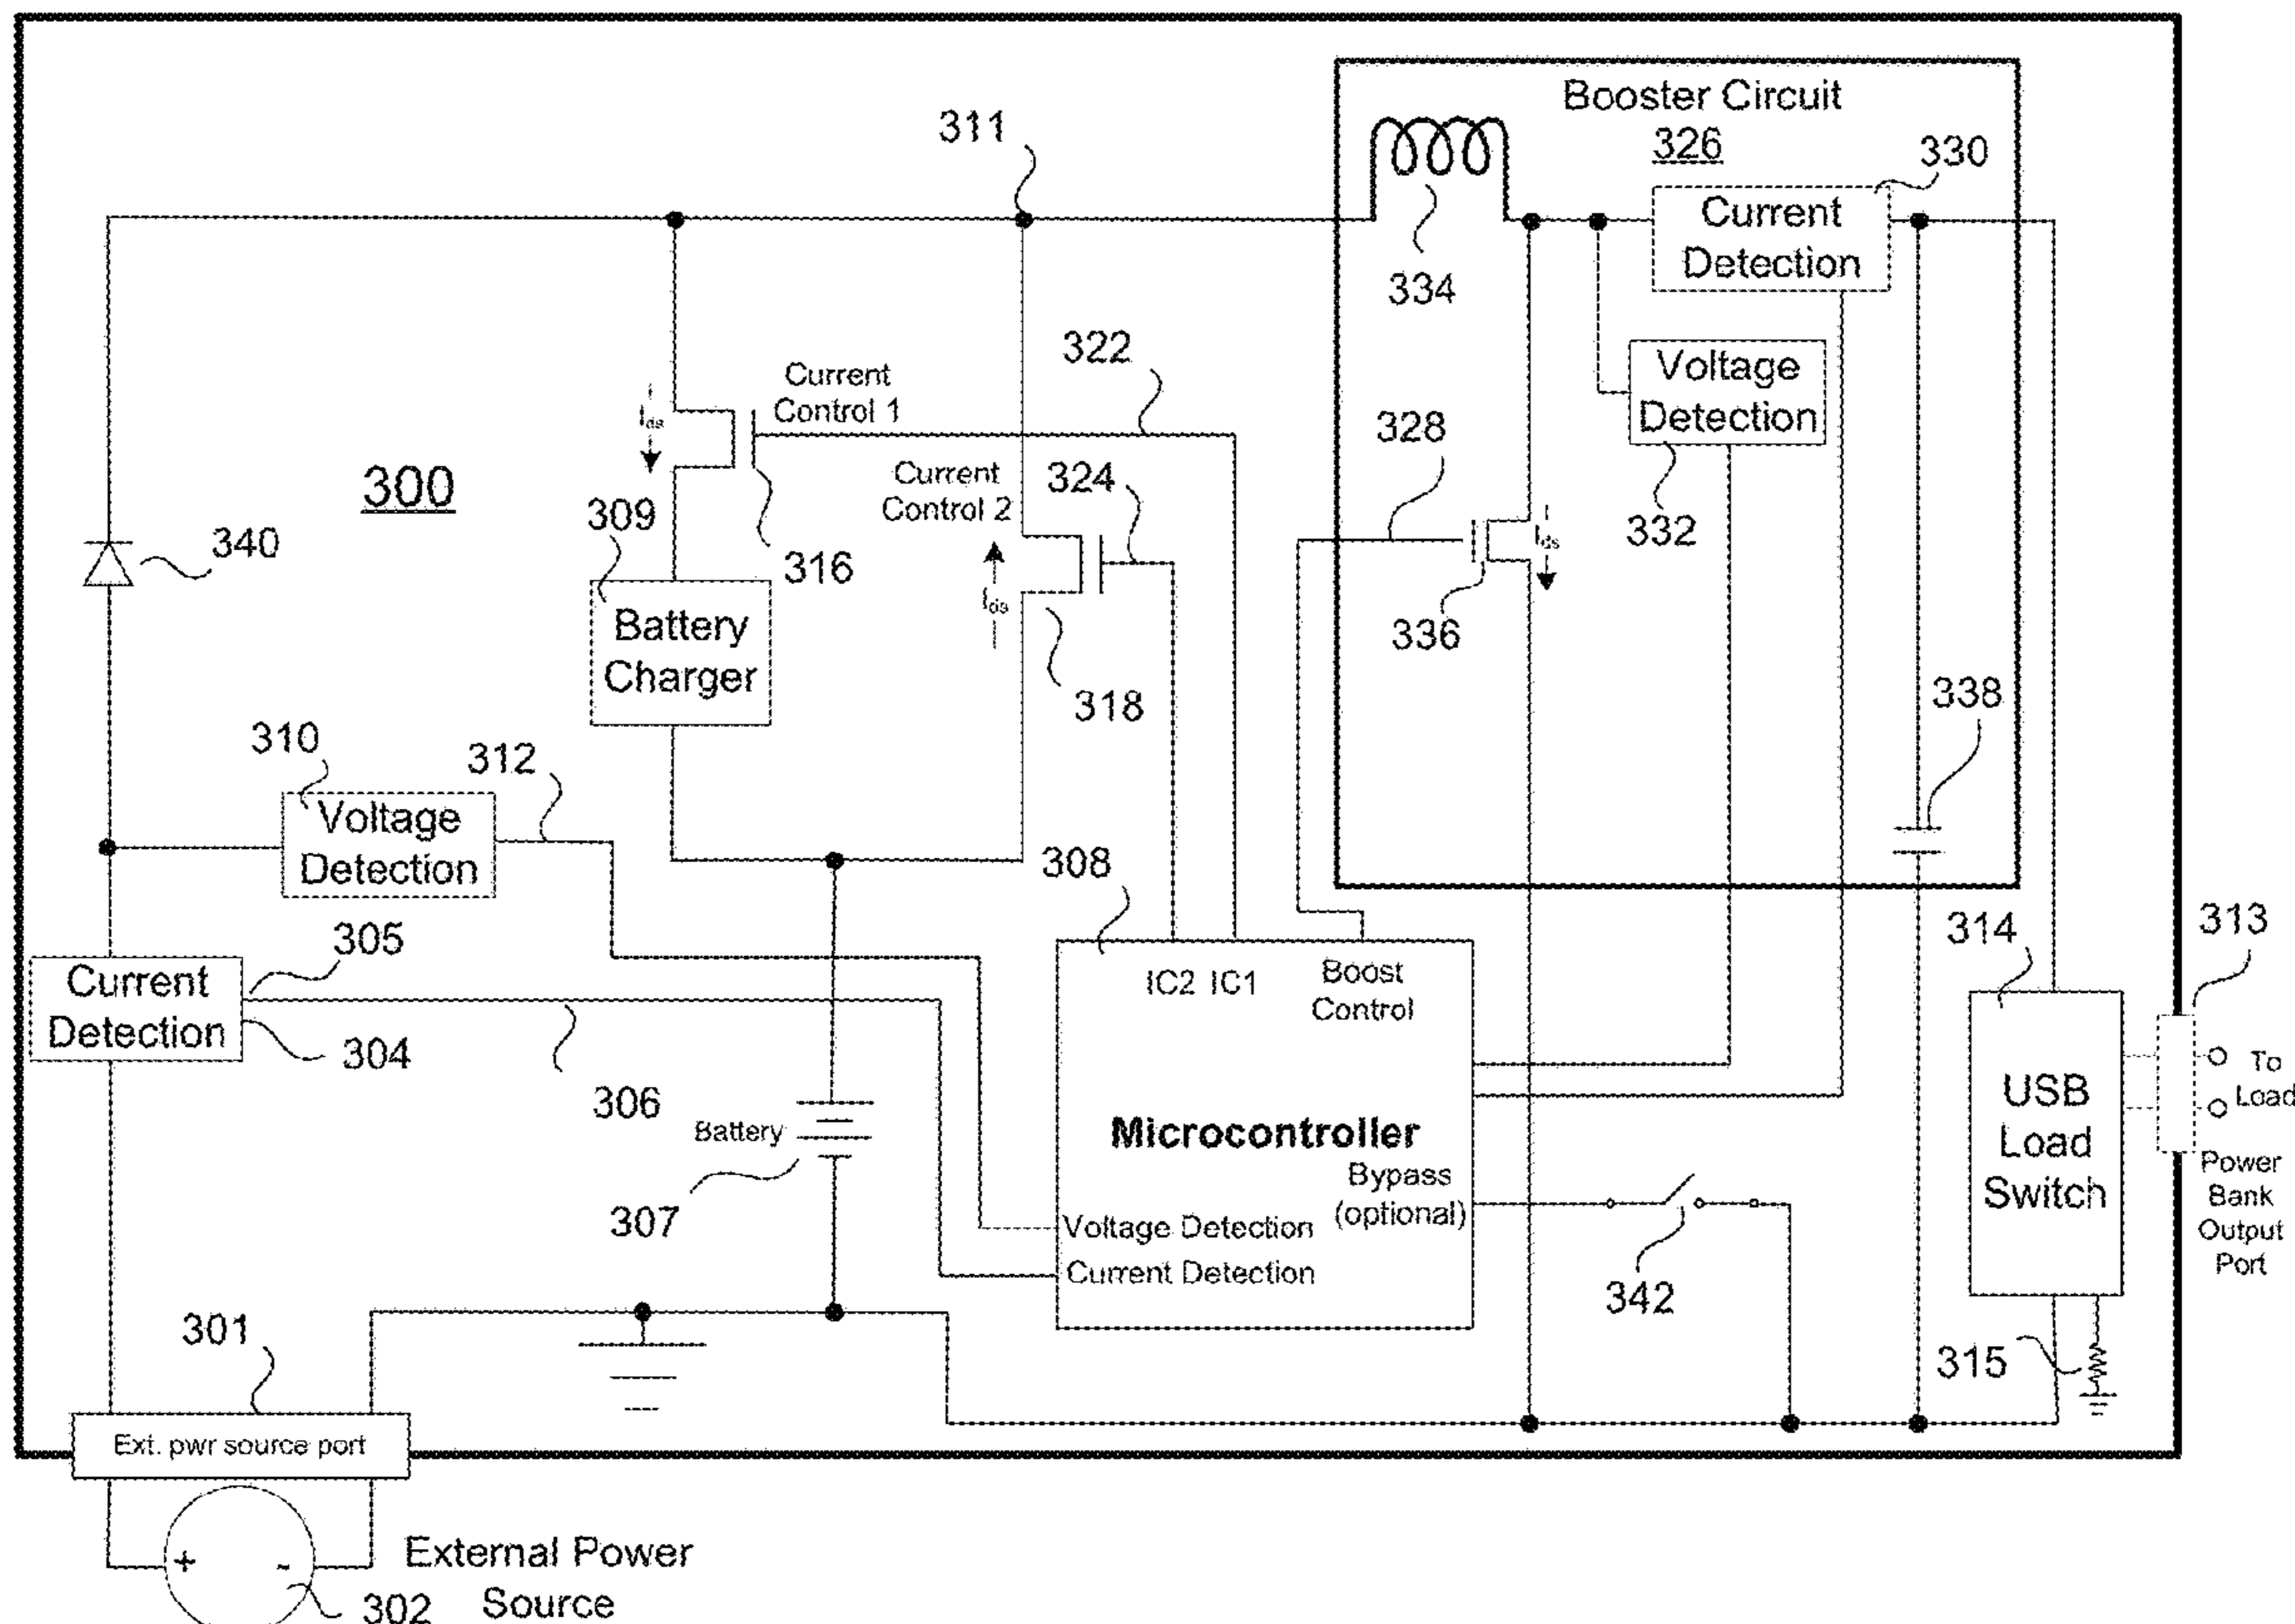 Booster Circuit
326
311
330
Current
Detection
334
322
Current
Control 1
Ids
Voltage
Detection
328
300
Current
Control 2
324
309
332
340
316
Ids
Battery
Charger
Ids
336
318
338
310
312
Voltage
Detection
308
313
314
305
Current
Detection
304
IC2 IC1
Boost
Control
To
Load
306
USB
Load
Switch
Battery
Microcontroller
Power
Bank
Output
Port
Bypass
(optional)
307
Voltage Detection
Current Detection
342
301
315
Ext. pwr source port
+
-
External Power
Source
302